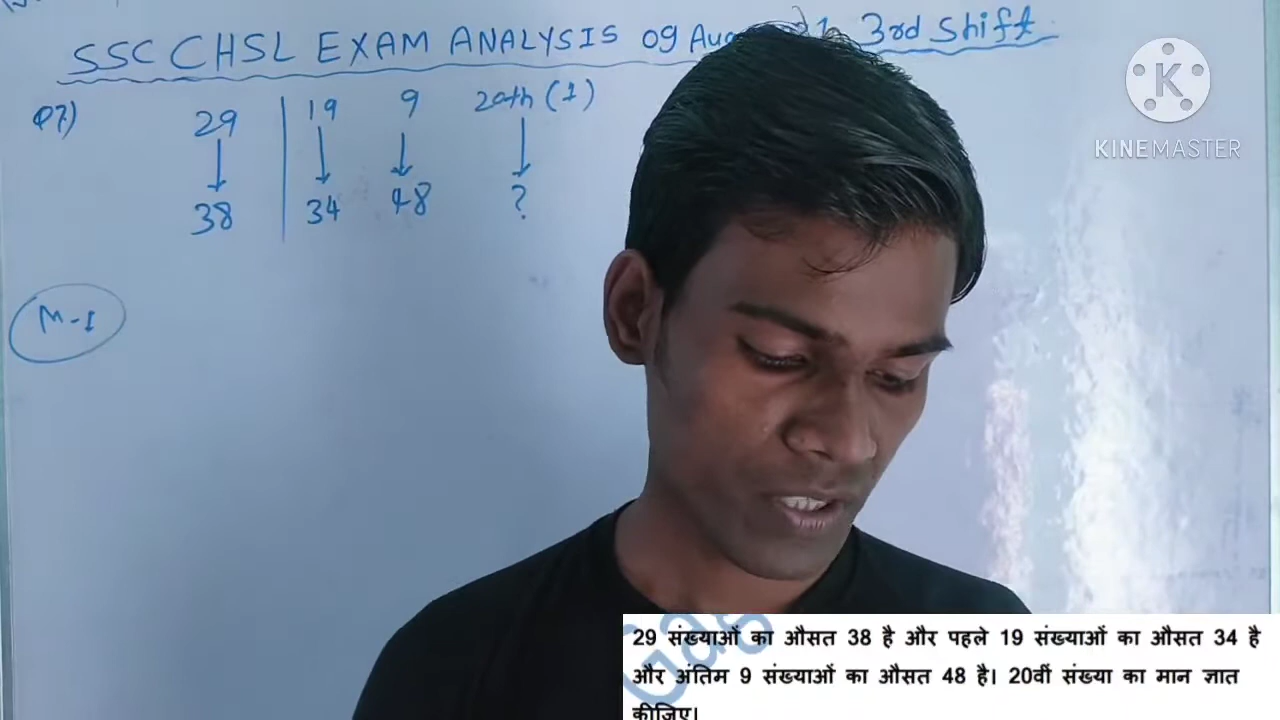 SSC CHSL EXAM ANALYSIS 09 Aug 3rd Shift
KINEMASTER
Q7) 29 19 9 20th (1)
38 34 48 ?
M-1
29 संख्याओं का औसत 38 है और पहले 19 संख्याओं का औसत 34 है
और अंतिम 9 संख्याओं का औसत 48 है। 20वीं संख्या का मान ज्ञात
कीजिए।